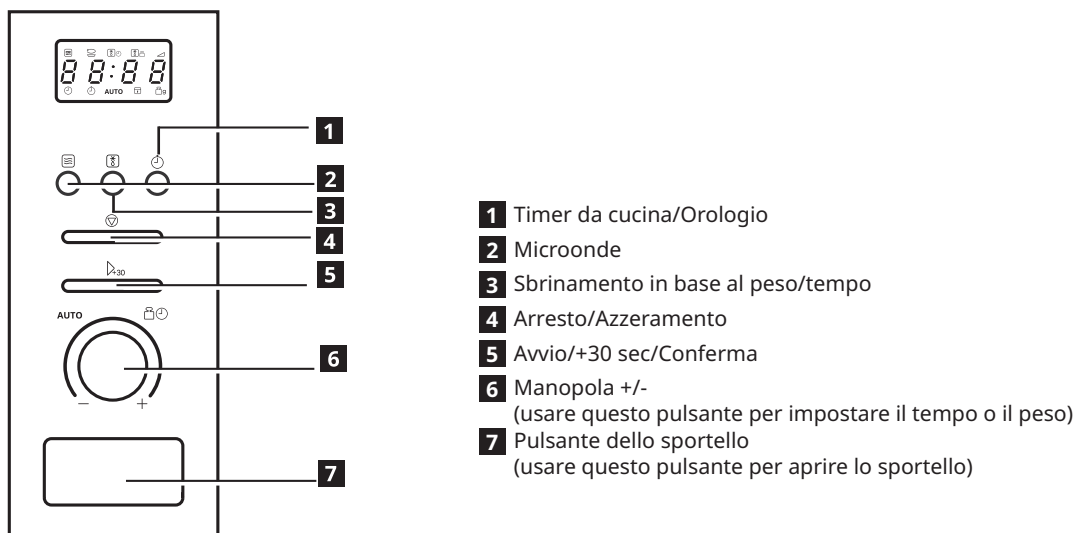 88:88
AUTO g
1
2
3
4
+30
5
AUTO
6
- +
7
1 Timer da cucina/Orologio
2 Microonde
3 Sbrinamento in base al peso/tempo
4 Arresto/Azzeramento
5 Avvio/+30 sec/Conferma
6 Manopola +/-
(usare questo pulsante per impostare il tempo o il peso)
7 Pulsante dello sportello
(usare questo pulsante per aprire lo sportello)